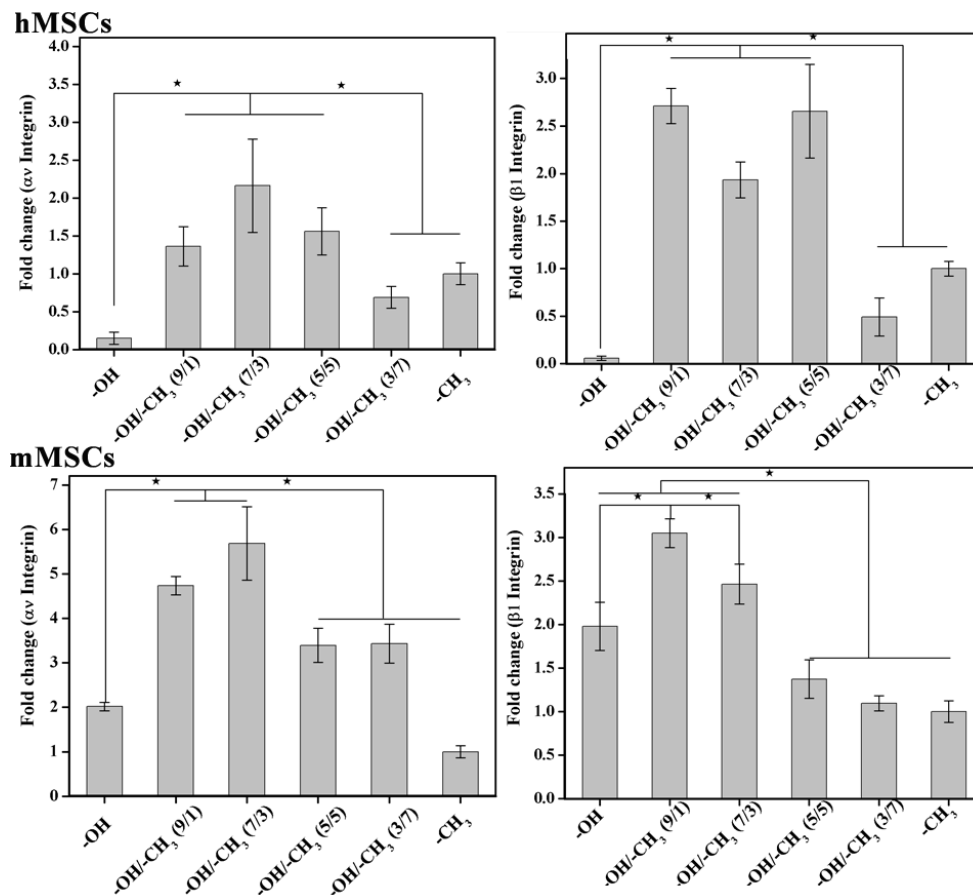 hMSCs
Fold change (αv Integrin)
4.0
3.5
3.0
2.5
2.0
1.5
1.0
0.5
0.0
★
★
-OH
-OH/-CH₃ (9/1)
-OH/-CH₃ (7/3)
-OH/-CH₃ (5/5)
-OH/-CH₃ (3/7)
-CH₃
Fold change (β1 Integrin)
3.0
2.5
2.0
1.5
1.0
0.5
0.0
★
★
-OH
-OH/-CH₃ (9/1)
-OH/-CH₃ (7/3)
-OH/-CH₃ (5/5)
-OH/-CH₃ (3/7)
-CH₃
mMSCs
Fold change (αv Integrin)
7
6
5
4
3
2
1
0
★
★
-OH
-OH/-CH₃ (9/1)
-OH/-CH₃ (7/3)
-OH/-CH₃ (5/5)
-OH/-CH₃ (3/7)
-CH₃
Fold change (β1 Integrin)
3.5
3.0
2.5
2.0
1.5
1.0
0.5
0.0
★
★
★
-OH
-OH/-CH₃ (9/1)
-OH/-CH₃ (7/3)
-OH/-CH₃ (5/5)
-OH/-CH₃ (3/7)
-CH₃